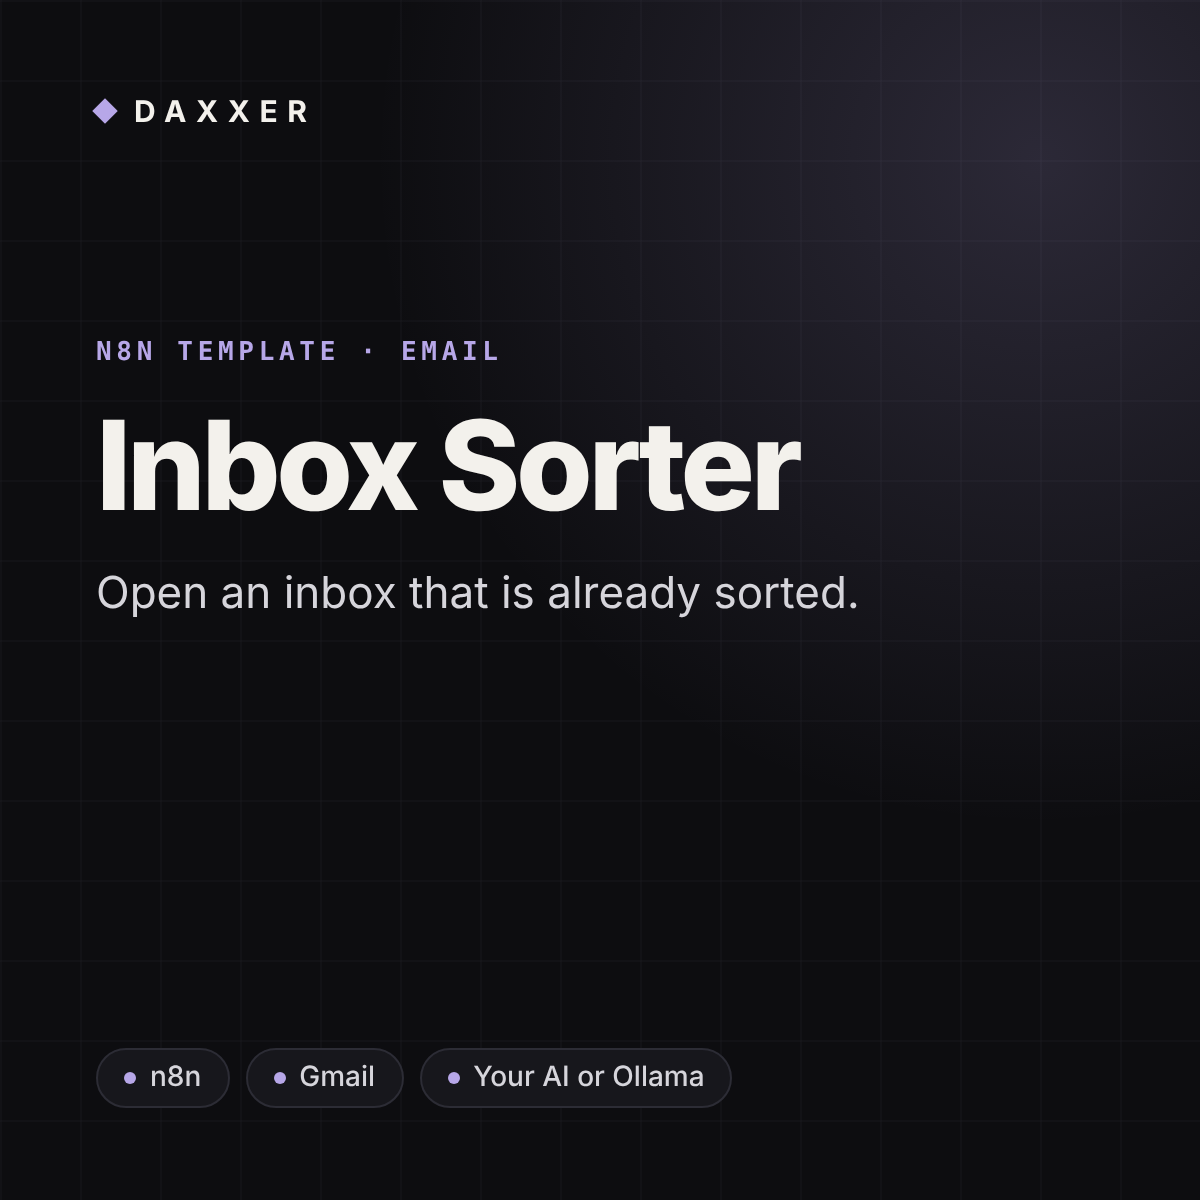 DAXXER
N8N TEMPLATE · EMAIL
Inbox Sorter
Open an inbox that is already sorted.
n8n
Gmail
Your AI or Ollama